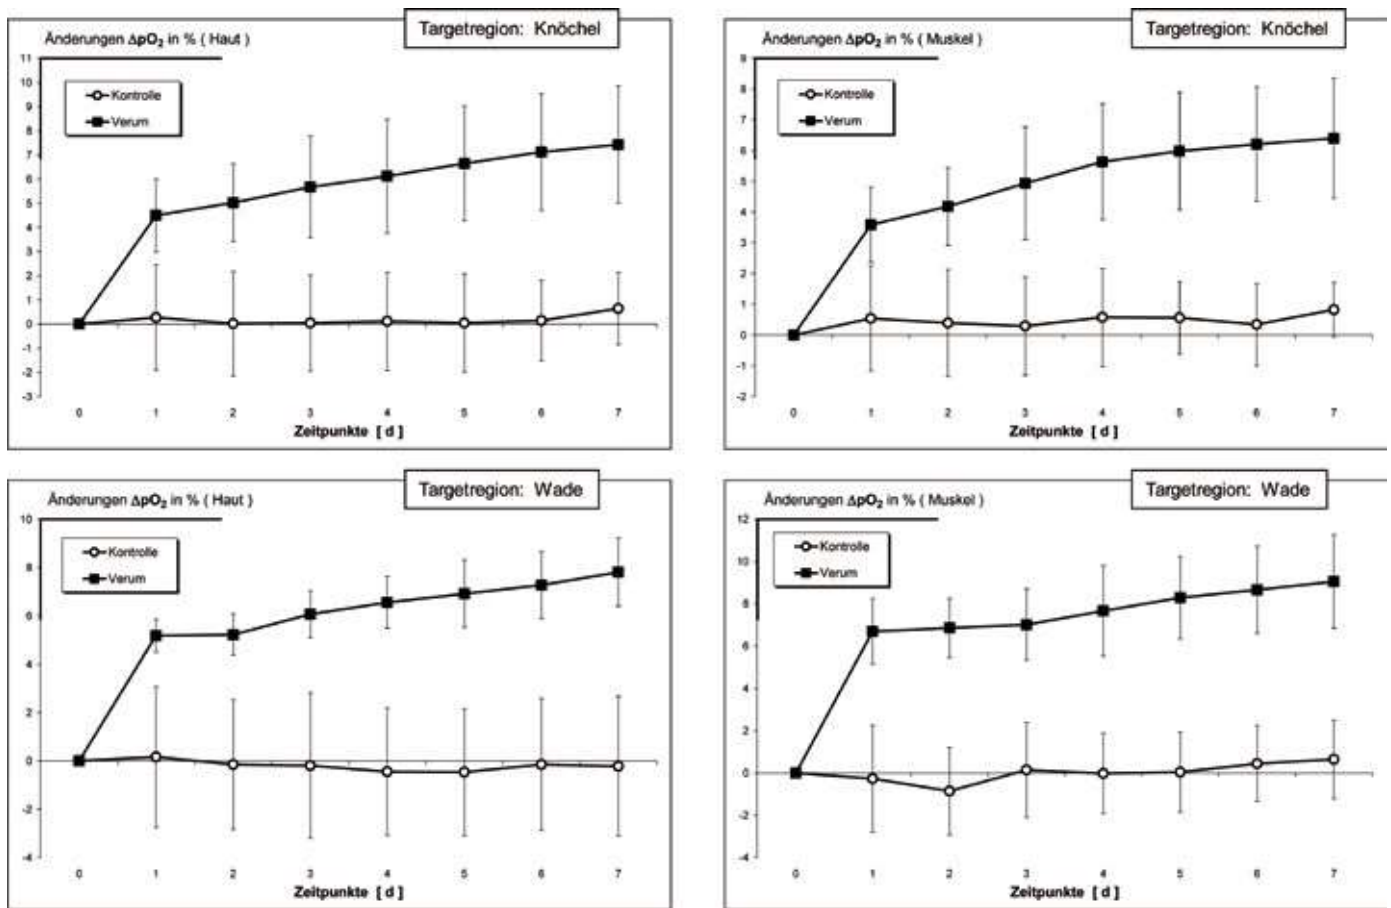 Targetregion: Knöchel
Änderungen ΔpO₂ in % ( Haut )
11
10
9
8
7
6
5
4
3
2
1
0
-1
-2
-3
Kontrolle
Verum
0 1 2 3 4 5 6 7
Zeitpunkte [ d ]
Targetregion: Knöchel
Änderungen ΔpO₂ in % ( Muskel )
9
8
7
6
5
4
3
2
1
0
-1
-2
Kontrolle
Verum
0 1 2 3 4 5 6 7
Zeitpunkte [ d ]
Targetregion: Wade
Änderungen ΔpO₂ in % ( Haut )
10
8
6
4
2
0
-2
-4
Kontrolle
Verum
0 1 2 3 4 5 6 7
Zeitpunkte [ d ]
Targetregion: Wade
Änderungen ΔpO₂ in % ( Muskel )
12
10
8
6
4
2
0
-2
-4
Kontrolle
Verum
0 1 2 3 4 5 6 7
Zeitpunkte [ d ]